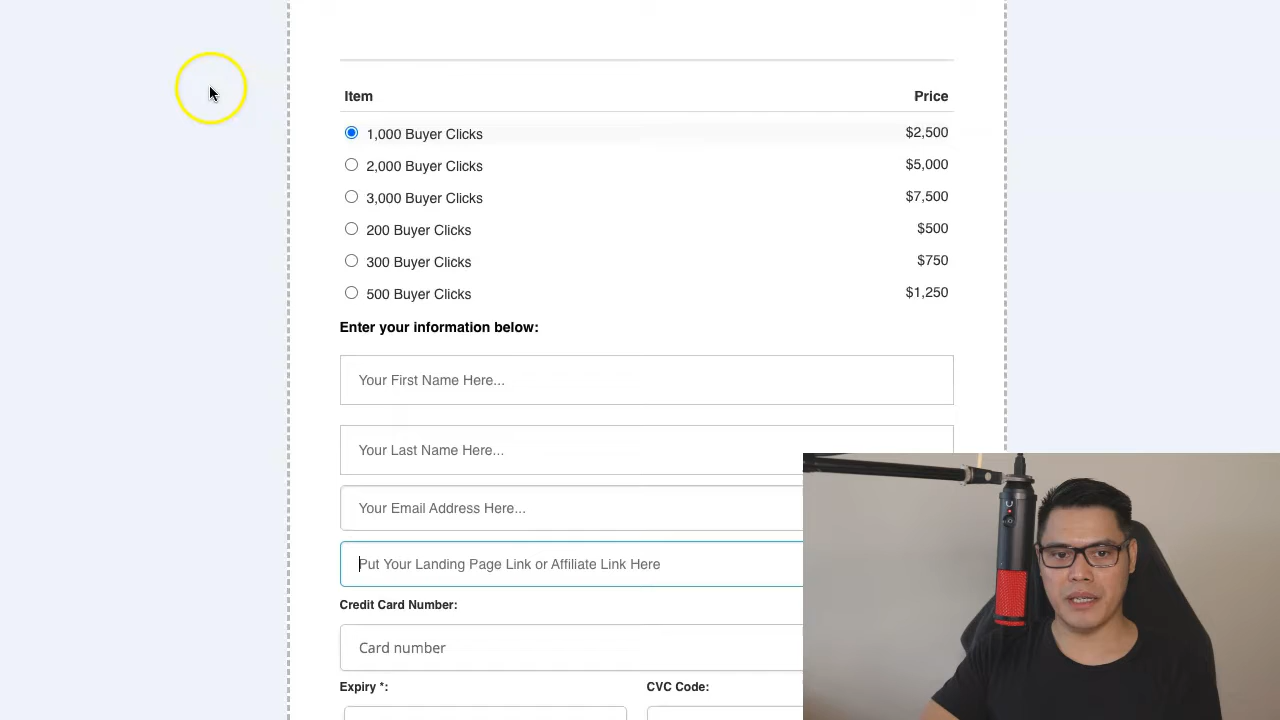 Item Price
1,000 Buyer Clicks $2,500
2,000 Buyer Clicks $5,000
3,000 Buyer Clicks $7,500
200 Buyer Clicks $500
300 Buyer Clicks $750
500 Buyer Clicks $1,250
Enter your information below:
Your First Name Here...
Your Last Name Here...
Your Email Address Here...
Put Your Landing Page Link or Affiliate Link Here
Credit Card Number:
Card number
Expiry *: CVC Code: